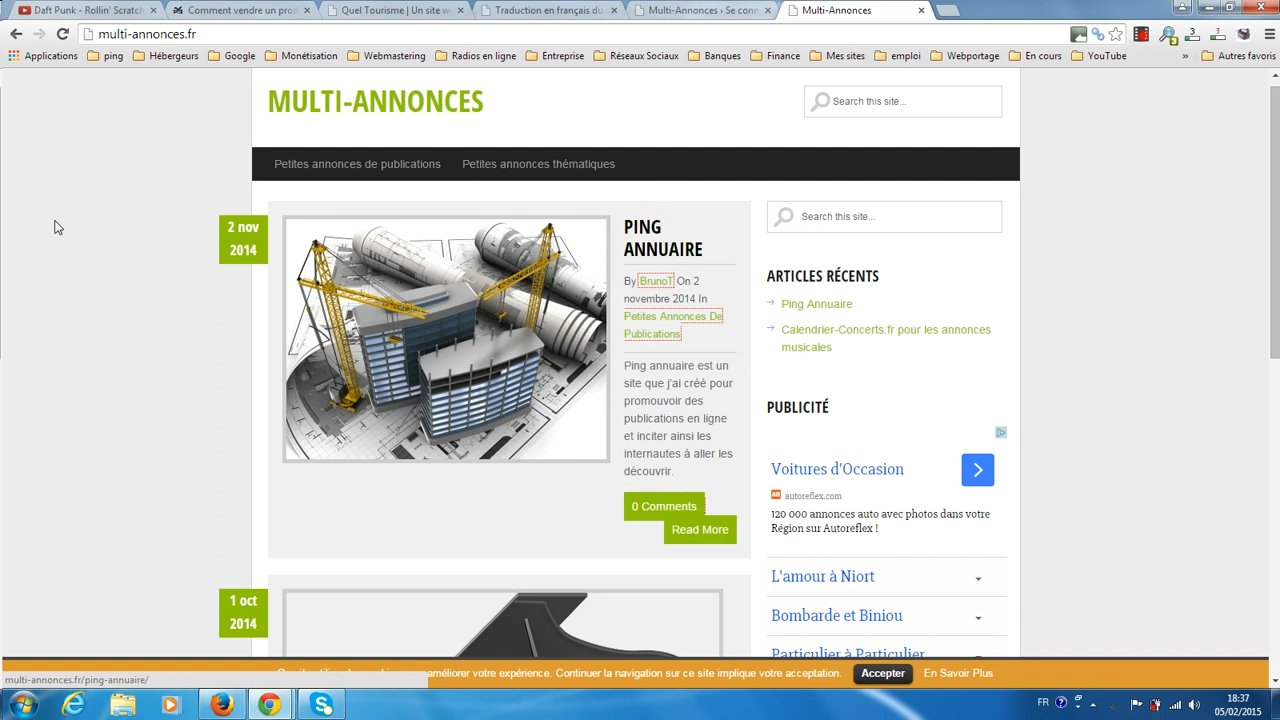 Daft Punk - Rollin' Scratch
Comment vendre un prod
Quel Tourisme | Un site w
Traduction en français du
Multi-Annonces › Se conn
Multi-Annonces
multi-annonces.fr
3
3
1
Applications
ping
Hébergeurs
Google
Monétisation
Webmastering
Radios en ligne
Entreprise
Réseaux Sociaux
Banques
Finance
Mes sites
emploi
Webportage
En cours
YouTube
»
Autres favoris
MULTI-ANNONCES
Search this site...
Petites annonces de publications
Petites annonces thématiques
2 nov
2014
PING
ANNUAIRE
By BrunoT On 2
novembre 2014 In
Petites Annonces De
Publications
Ping annuaire est un
site que j'ai créé pour
promouvoir des
publications en ligne
et inciter ainsi les
internautes à aller les
découvrir.
0 Comments
Read More
1 oct
2014
Search this site...
ARTICLES RÉCENTS
Ping Annuaire
Calendrier-Concerts.fr pour les annonces
musicales
PUBLICITÉ
Voitures d'Occasion
autoreflex.com
120 000 annonces auto avec photos dans votre
Région sur Autoreflex !
L'amour à Niort
Bombarde et Biniou
Particulier à Particulier
améliorer votre expérience. Continuer la navigation sur ce site implique votre acceptation.
Accepter
En Savoir Plus
multi-annonces.fr/ping-annuaire/
FR
18:37
05/02/2015